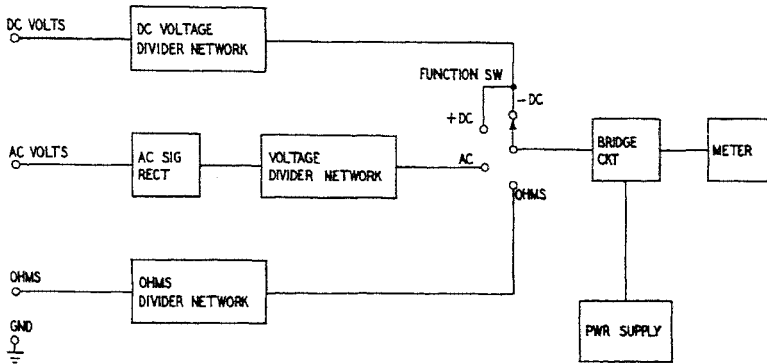 DC VOLTS
DC VOLTAGE
DIVIDER NETWORK
FUNCTION SW
-DC
+DC
AC VOLTS
AC SIG
RECT
VOLTAGE
DIVIDER NETWORK
AC
BRIDGE
CKT
METER
OHMS
OHMS
OHMS
DIVIDER NETWORK
GND
PWR SUPPLY